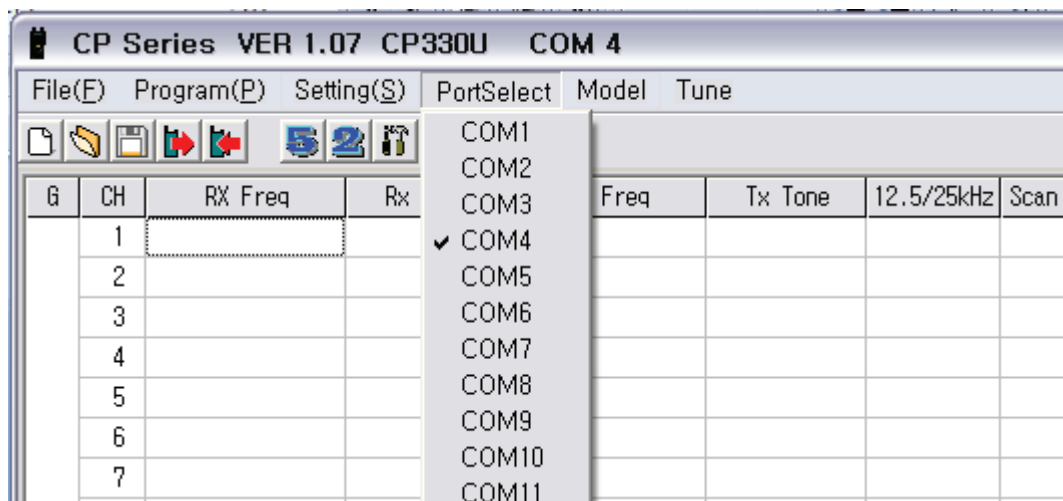 CP Series VER 1.07 CP330U COM 4
File(F) Program(P) Setting(S) PortSelect Model Tune
5 2
COM1
COM2
COM3
✔ COM4
COM5
COM6
COM7
COM8
COM9
COM10
COM11
G CH RX Freq Rx Freq Tx Tone 12.5/25kHz Scan
1
2
3
4
5
6
7